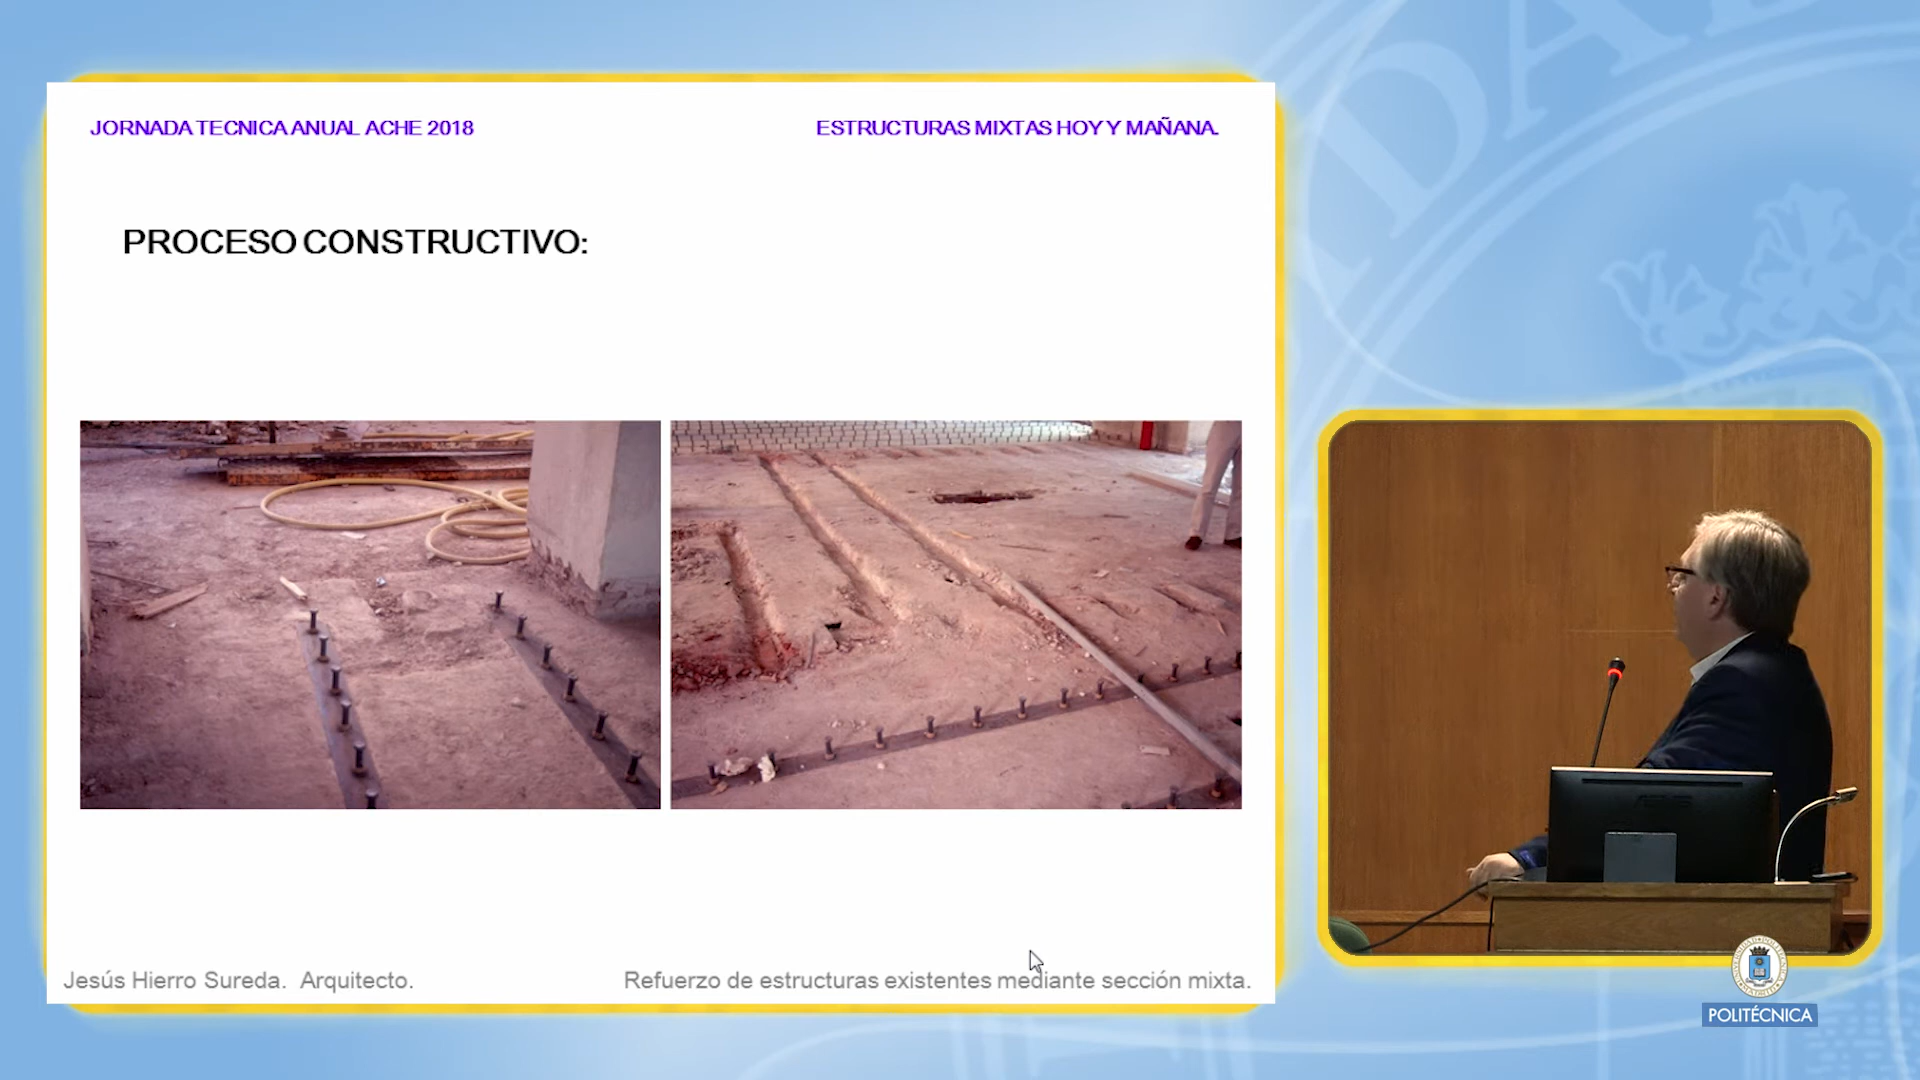 JORNADA TECNICA ANUAL ACHE 2018
ESTRUCTURAS MIXTAS HOY Y MAÑANA.
PROCESO CONSTRUCTIVO:
Jesús Hierro Sureda. Arquitecto.
Refuerzo de estructuras existentes mediante sección mixta.
POLITÉCNICA